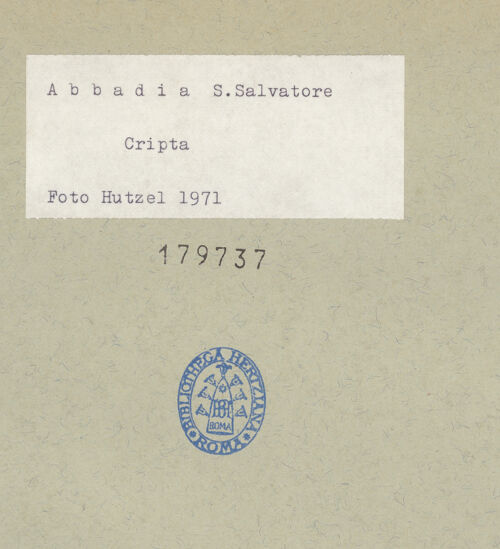 A b b a d i a S.Salvatore
Cripta
Foto Hutzel 1971
179737
BIBLIOTHECA HERTZIANA
ROMA
ROMA